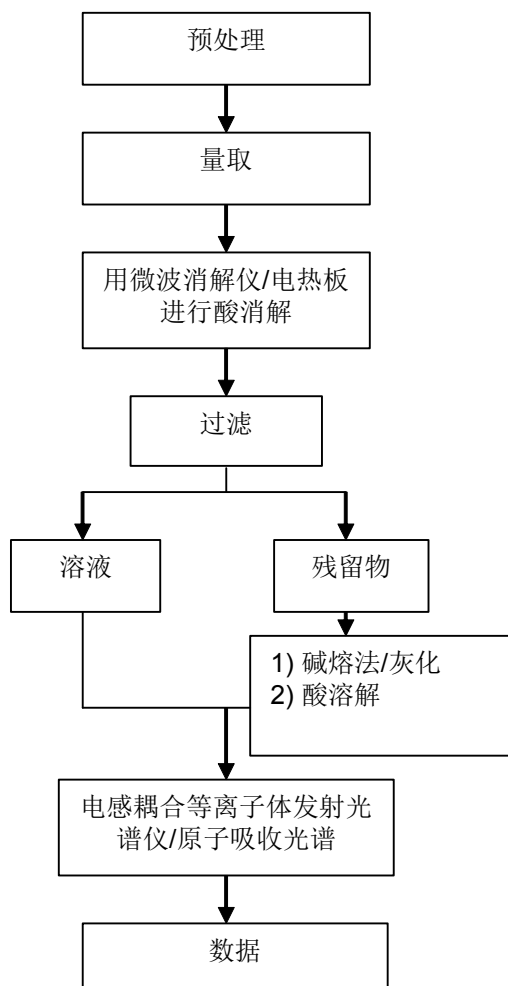 预处理
量取
用微波消解仪/电热板
进行酸消解
过滤
溶液
残留物
1) 碱熔法/灰化
2) 酸溶解
电感耦合等离子体发射光
谱仪/原子吸收光谱
数据